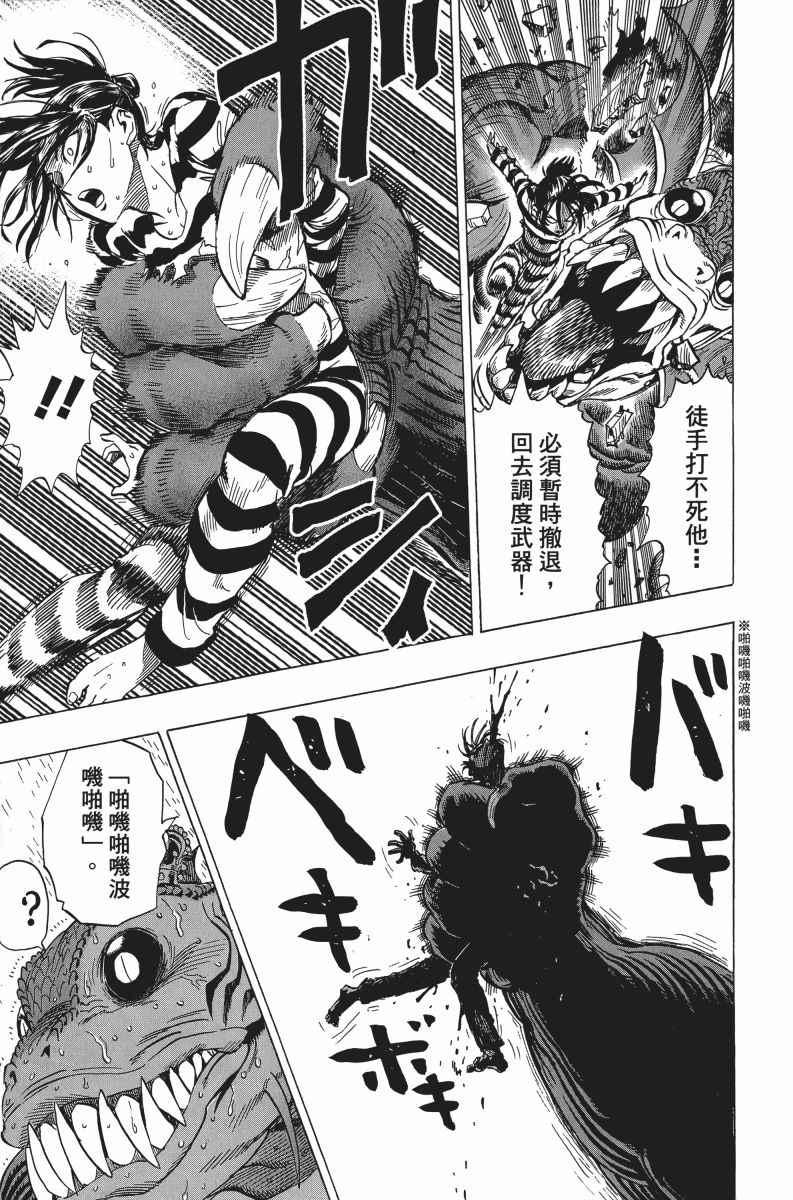 徒手打不死他…
必須暫時撤退，
回去調度武器！
ガ
シッ
!!
※啪嘰啪嘰波嘰啪嘰
バキ
ベキ
ボキ
「啪嘰啪嘰波
嘰啪嘰」。
？